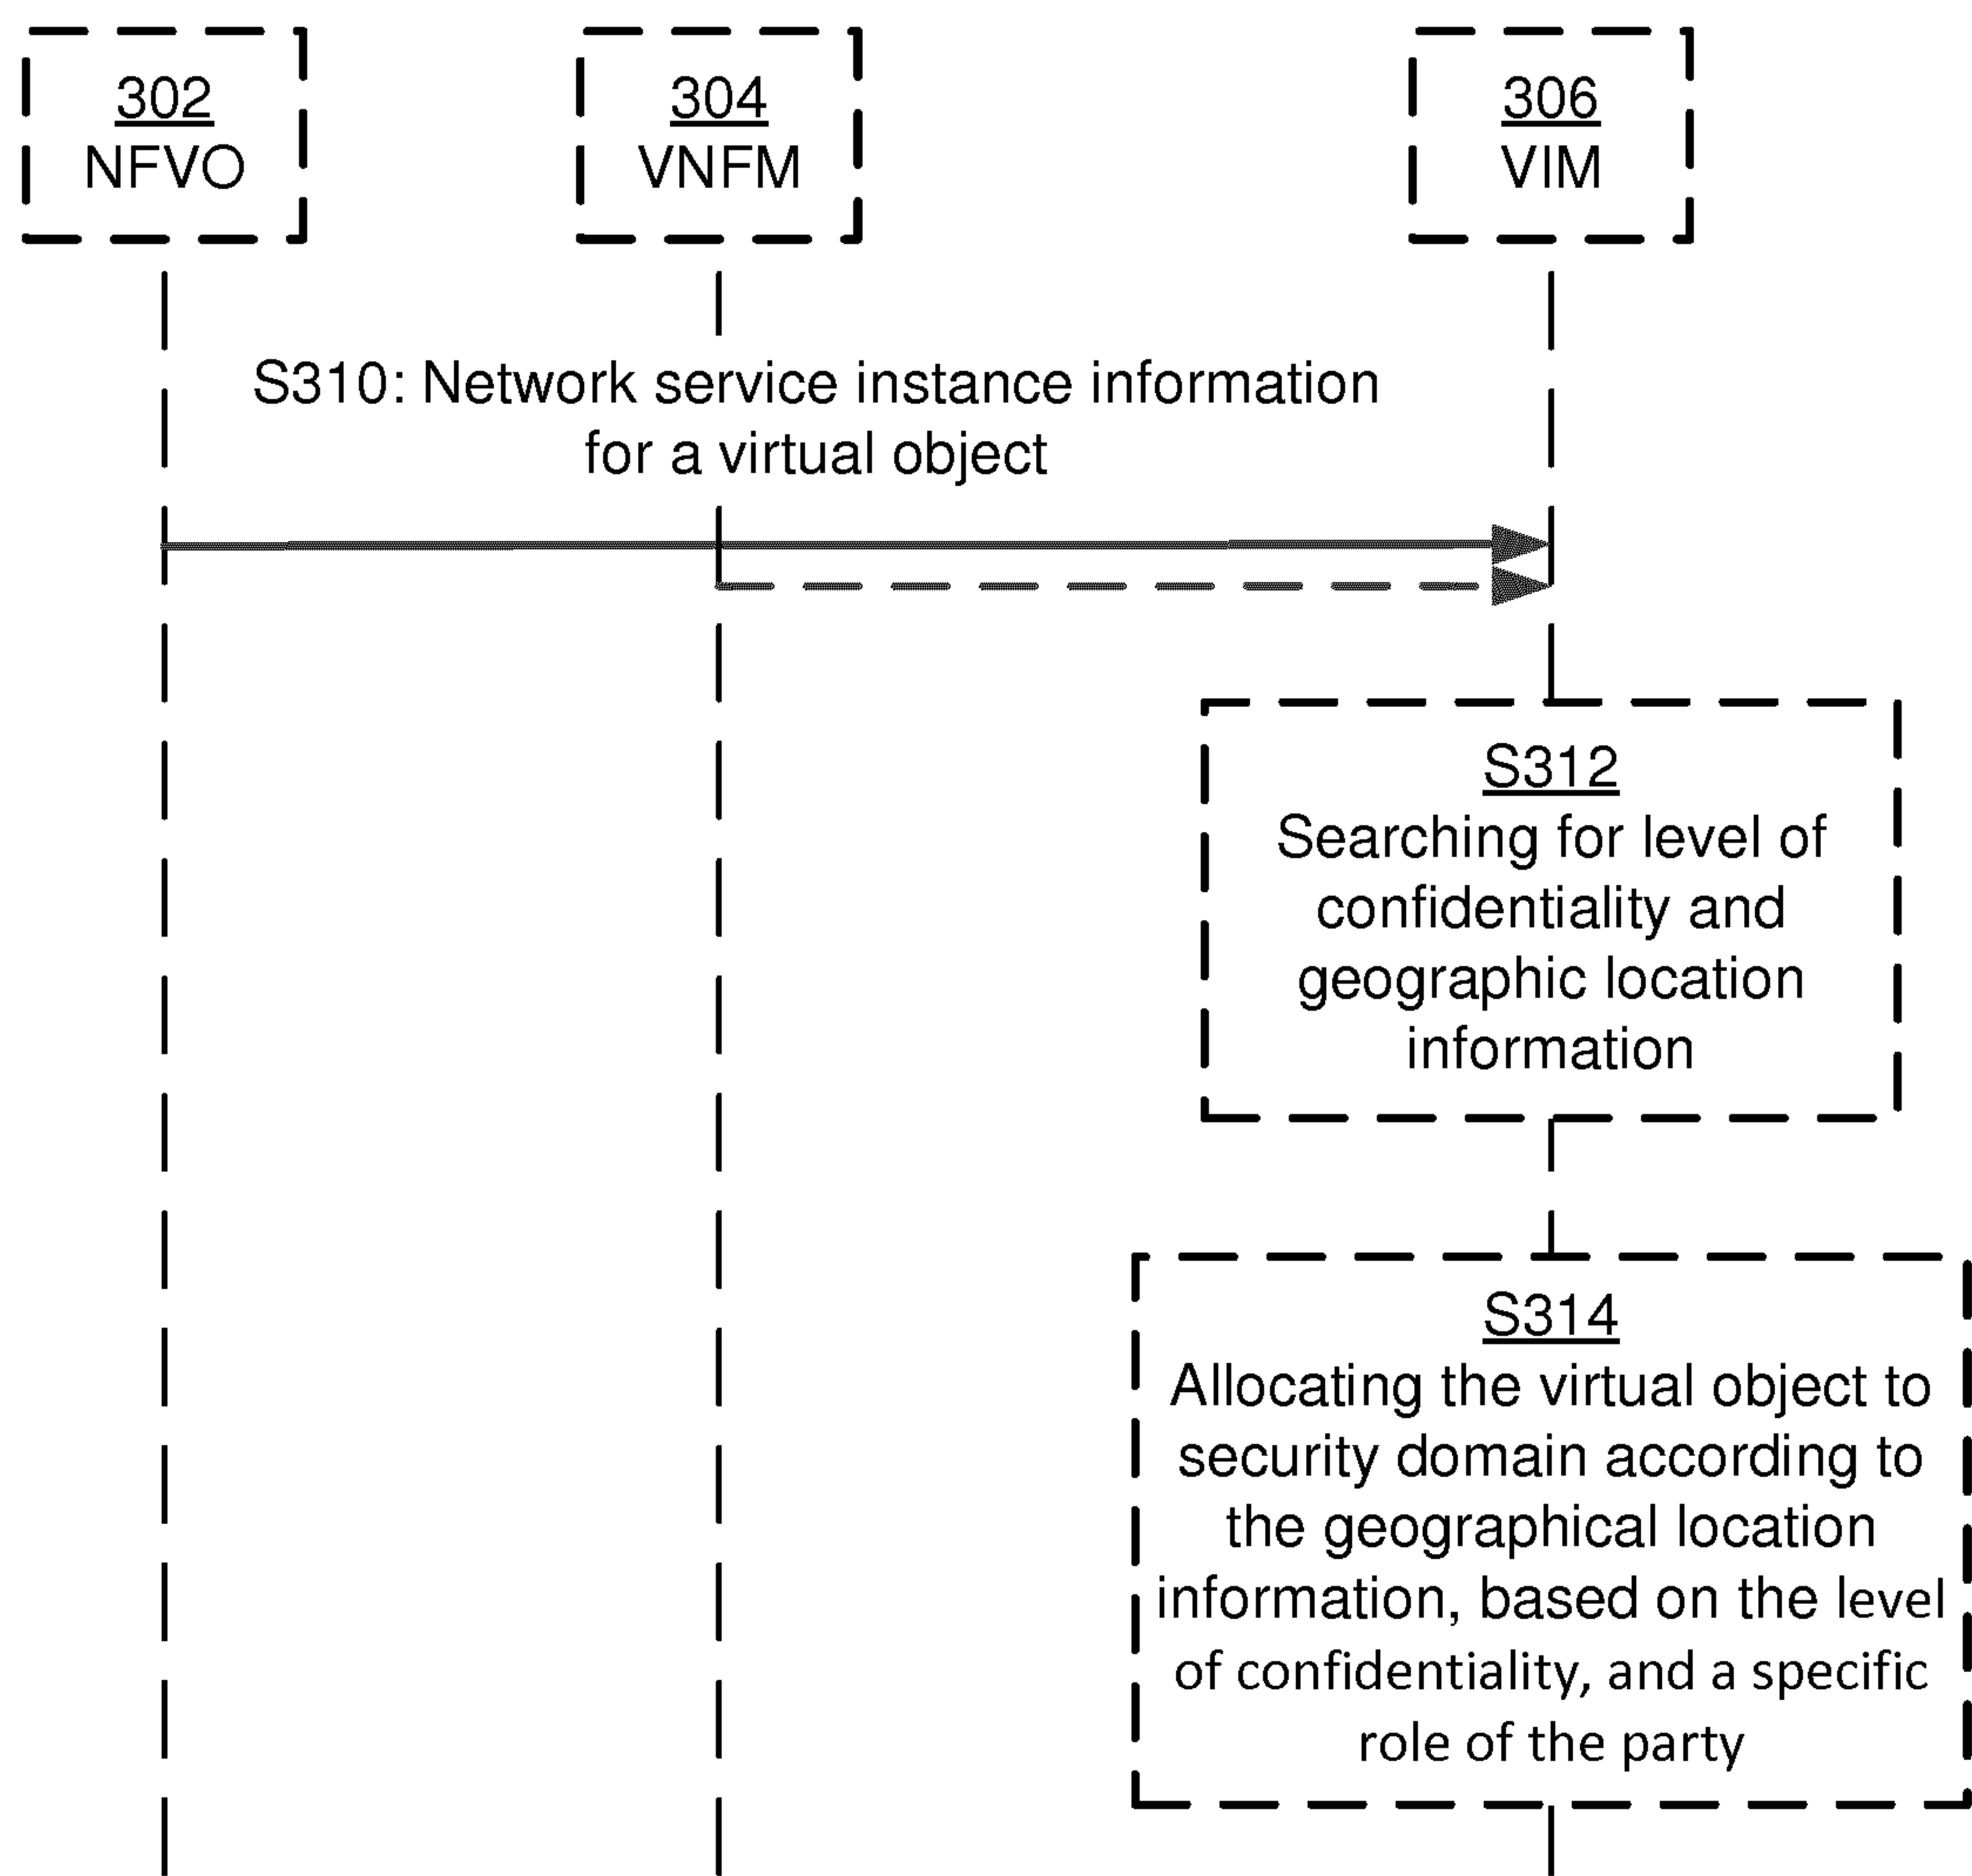 302
NFVO
304
VNFM
306
VIM
S310: Network service instance information
for a virtual object
S312
Searching for level of
confidentiality and
geographic location
information
S314
Allocating the virtual object to
security domain according to
the geographical location
information, based on the level
of confidentiality, and a specific
role of the party